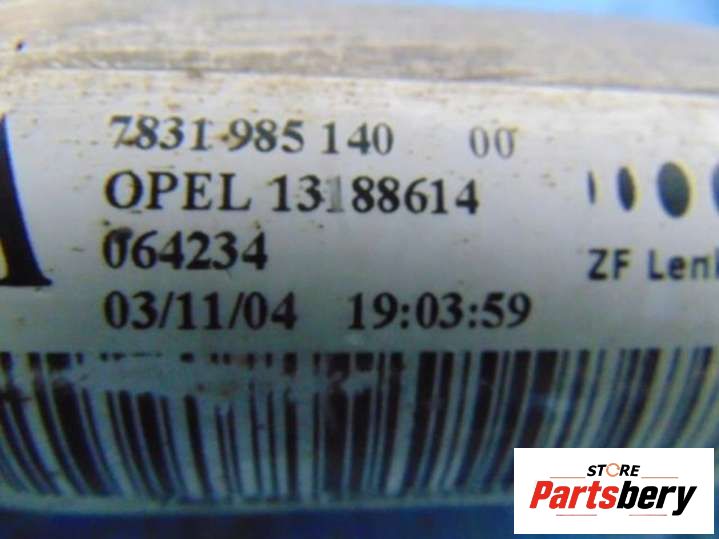 7831 985 140 00
OPEL 13188614
064234
ZF Lenk
03/11/04 19:03:59
STORE
Partsbery